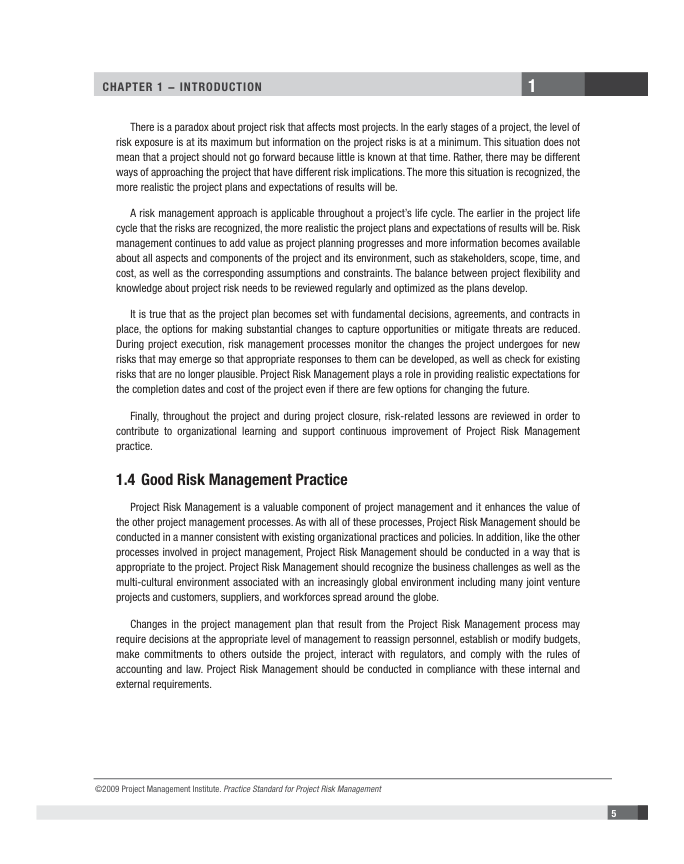 CHAPTER 1 – INTRODUCTION
1
There is a paradox about project risk that affects most projects. In the early stages of a project, the level of
risk exposure is at its maximum but information on the project risks is at a minimum. This situation does not
mean that a project should not go forward because little is known at that time. Rather, there may be different
ways of approaching the project that have different risk implications. The more this situation is recognized, the
more realistic the project plans and expectations of results will be.
A risk management approach is applicable throughout a project's life cycle. The earlier in the project life
cycle that the risks are recognized, the more realistic the project plans and expectations of results will be. Risk
management continues to add value as project planning progresses and more information becomes available
about all aspects and components of the project and its environment, such as stakeholders, scope, time, and
cost, as well as the corresponding assumptions and constraints. The balance between project flexibility and
knowledge about project risk needs to be reviewed regularly and optimized as the plans develop.
It is true that as the project plan becomes set with fundamental decisions, agreements, and contracts in
place, the options for making substantial changes to capture opportunities or mitigate threats are reduced.
During project execution, risk management processes monitor the changes the project undergoes for new
risks that may emerge so that appropriate responses to them can be developed, as well as check for existing
risks that are no longer plausible. Project Risk Management plays a role in providing realistic expectations for
the completion dates and cost of the project even if there are few options for changing the future.
Finally, throughout the project and during project closure, risk-related lessons are reviewed in order to
contribute to organizational learning and support continuous improvement of Project Risk Management
practice.
1.4 Good Risk Management Practice
Project Risk Management is a valuable component of project management and it enhances the value of
the other project management processes. As with all of these processes, Project Risk Management should be
conducted in a manner consistent with existing organizational practices and policies. In addition, like the other
processes involved in project management, Project Risk Management should be conducted in a way that is
appropriate to the project. Project Risk Management should recognize the business challenges as well as the
multi-cultural environment associated with an increasingly global environment including many joint venture
projects and customers, suppliers, and workforces spread around the globe.
Changes in the project management plan that result from the Project Risk Management process may
require decisions at the appropriate level of management to reassign personnel, establish or modify budgets,
make commitments to others outside the project, interact with regulators, and comply with the rules of
accounting and law. Project Risk Management should be conducted in compliance with these internal and
external requirements.
©2009 Project Management Institute. Practice Standard for Project Risk Management
5